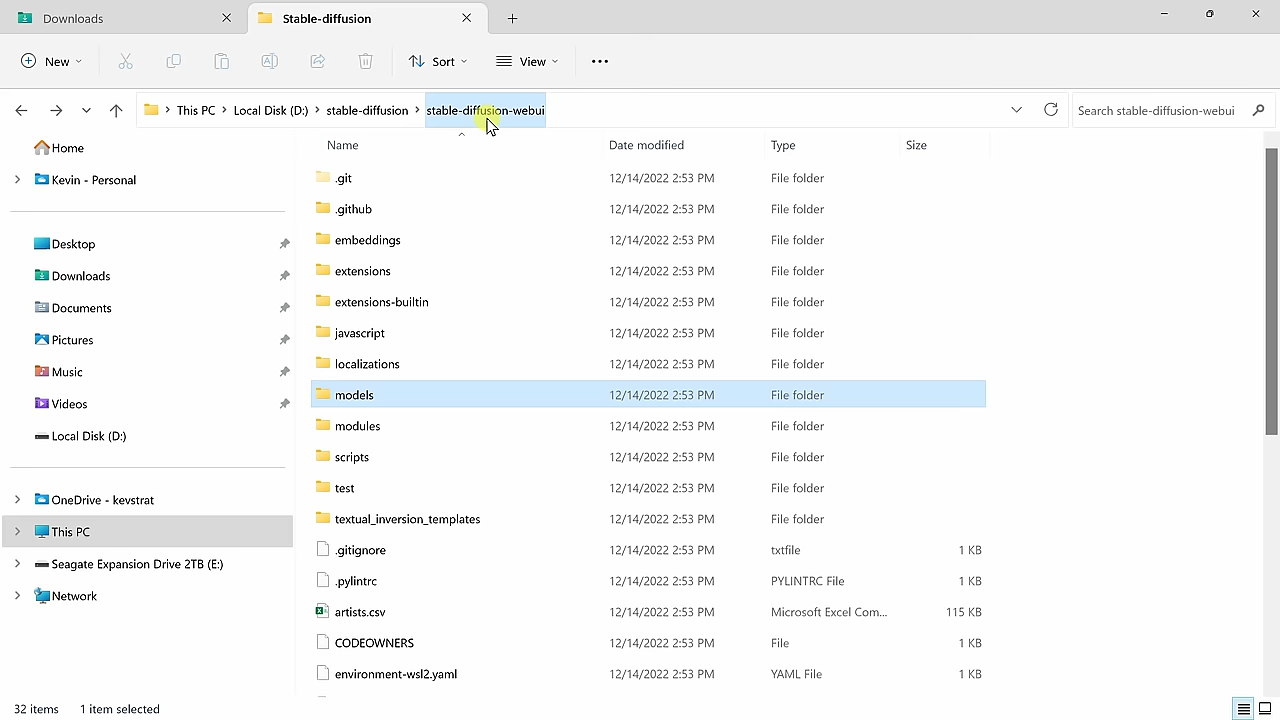 Downloads
Stable-diffusion
New
Sort
View
This PC
Local Disk (D:)
stable-diffusion
stable-diffusion-webui
Search stable-diffusion-webui
Home
Kevin - Personal
Desktop
Downloads
Documents
Pictures
Music
Videos
Local Disk (D:)
OneDrive - kevstrat
This PC
Seagate Expansion Drive 2TB (E:)
Network
Name Date modified Type Size
.git 12/14/2022 2:53 PM File folder
.github 12/14/2022 2:53 PM File folder
embeddings 12/14/2022 2:53 PM File folder
extensions 12/14/2022 2:53 PM File folder
extensions-builtin 12/14/2022 2:53 PM File folder
javascript 12/14/2022 2:53 PM File folder
localizations 12/14/2022 2:53 PM File folder
models 12/14/2022 2:53 PM File folder
modules 12/14/2022 2:53 PM File folder
scripts 12/14/2022 2:53 PM File folder
test 12/14/2022 2:53 PM File folder
textual_inversion_templates 12/14/2022 2:53 PM File folder
.gitignore 12/14/2022 2:53 PM txtfile 1 KB
.pylintrc 12/14/2022 2:53 PM PYLINTRC File 1 KB
artists.csv 12/14/2022 2:53 PM Microsoft Excel Com... 115 KB
CODEOWNERS 12/14/2022 2:53 PM File 1 KB
environment-wsl2.yaml 12/14/2022 2:53 PM YAML File 1 KB
32 items 1 item selected